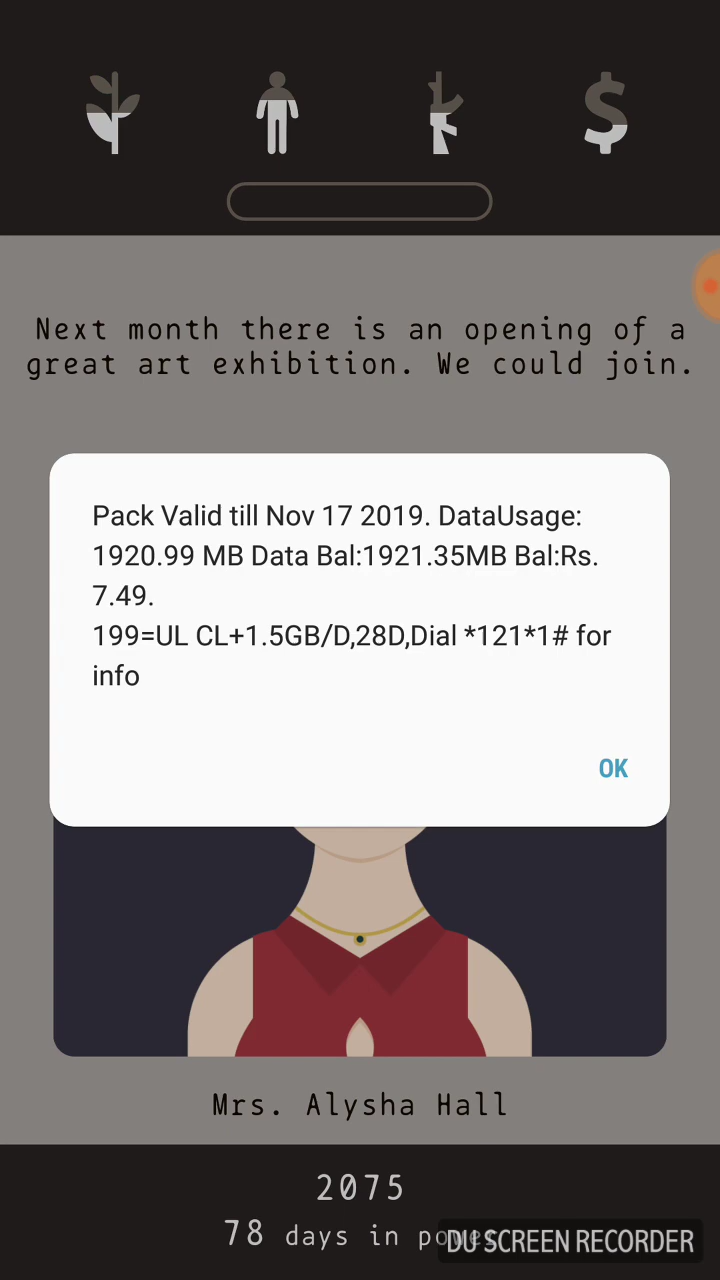 Next month there is an opening of a
great art exhibition. We could join.
Pack Valid till Nov 17 2019. DataUsage:
1920.99 MB Data Bal:1921.35MB Bal:Rs.
7.49.
199=UL CL+1.5GB/D,28D,Dial *121*1# for
info
OK
Mrs. Alysha Hall
2075
78 days in power
DU SCREEN RECORDER